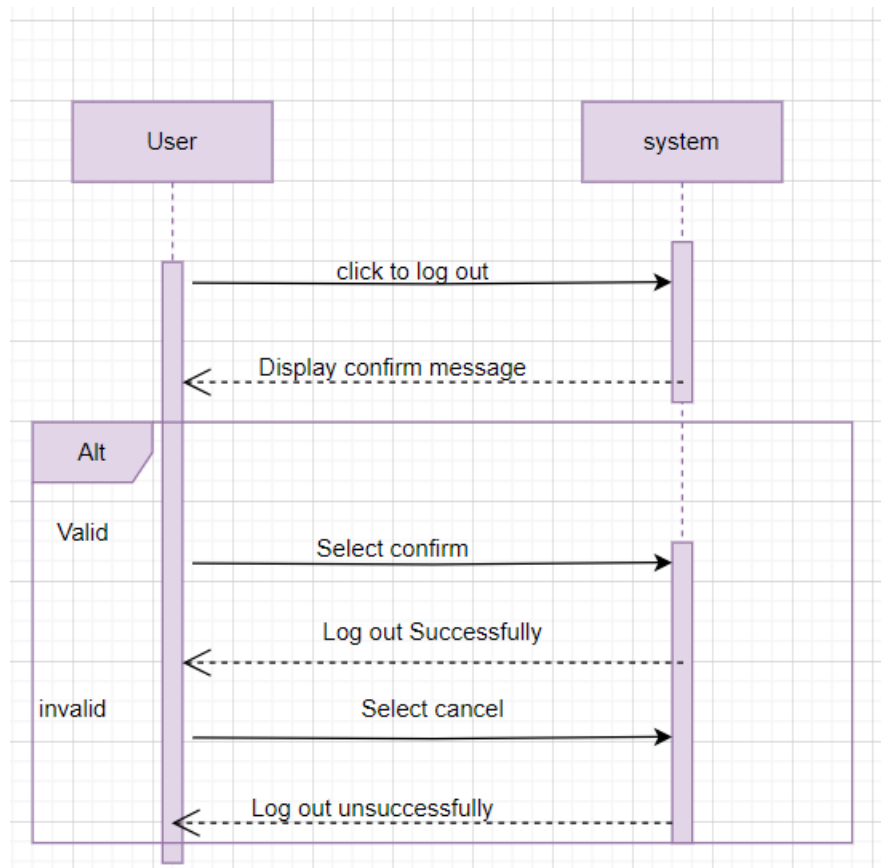 User
system
click to log out
Display confirm message
Alt
Valid
Select confirm
Log out Successfully
invalid
Select cancel
Log out unsuccessfully